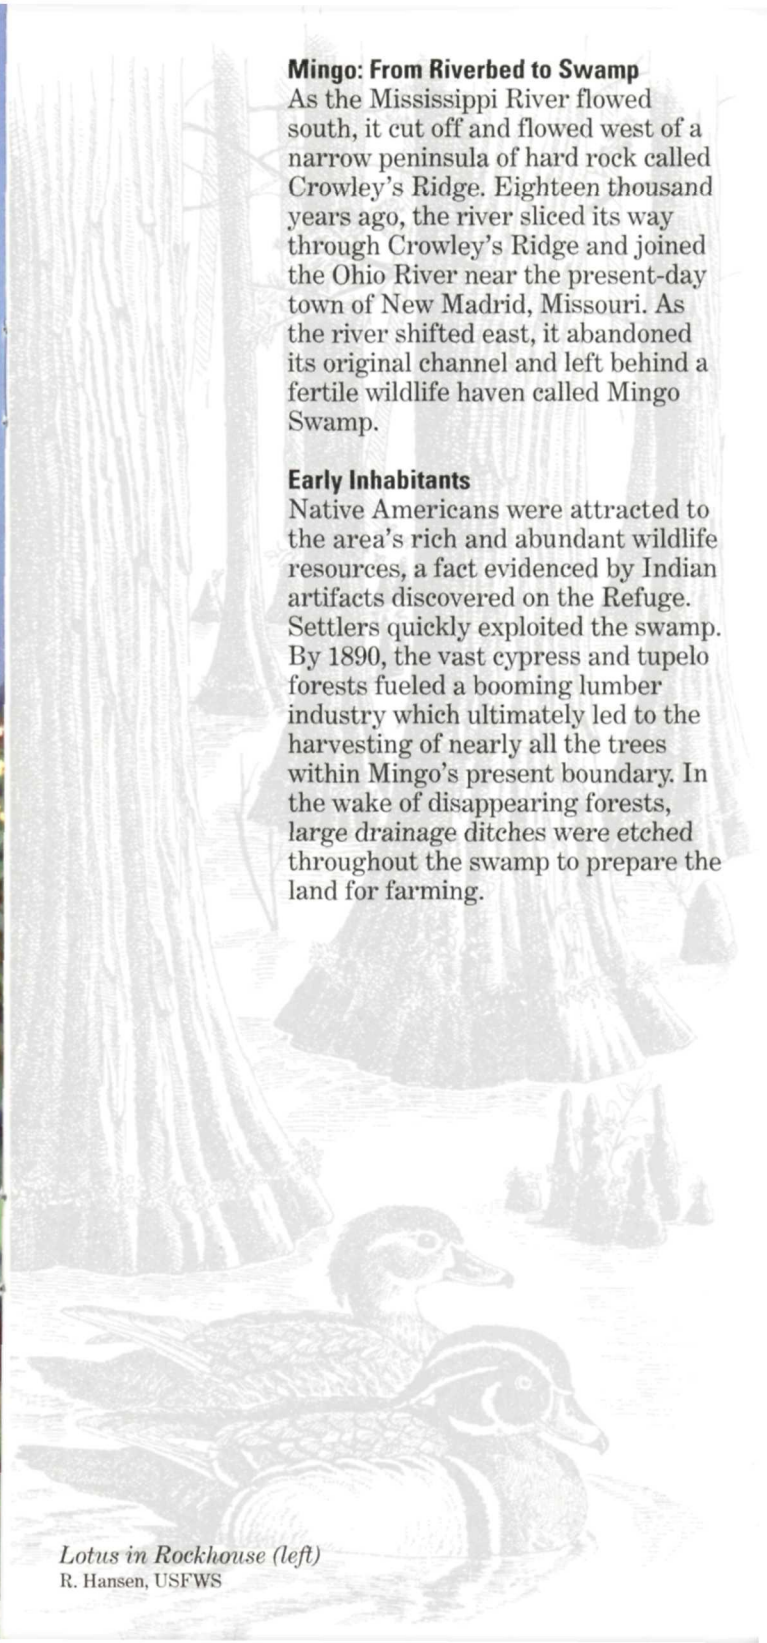 Mingo: From Riverbed to Swamp
As the Mississippi River flowed
south, it cut off and flowed west of a
narrow peninsula of hard rock called
Crowley's Ridge. Eighteen thousand
years ago, the river sliced its way
through Crowley's Ridge and joined
the Ohio River near the present-day
town of New Madrid, Missouri. As
the river shifted east, it abandoned
its original channel and left behind a
fertile wildlife haven called Mingo
Swamp.
Early Inhabitants
Native Americans were attracted to
the area's rich and abundant wildlife
resources, a fact evidenced by Indian
artifacts discovered on the Refuge.
Settlers quickly exploited the swamp.
By 1890, the vast cypress and tupelo
forests fueled a booming lumber
industry which ultimately led to the
harvesting of nearly all the trees
within Mingo's present boundary. In
the wake of disappearing forests,
large drainage ditches were etched
throughout the swamp to prepare the
land for farming.
Lotus in Rockhouse (left)
R. Hansen, USFWS